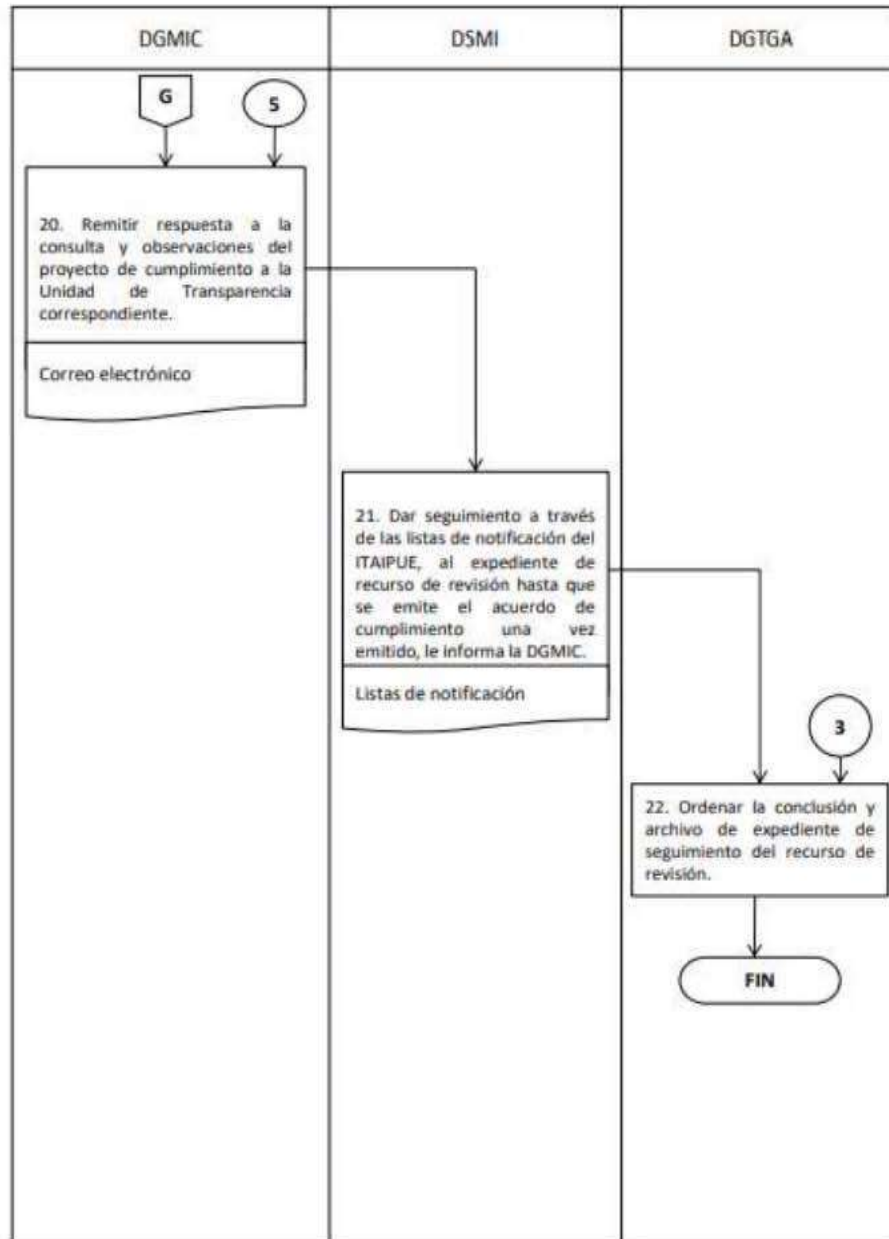 DGMIC
DSMI
DGTGA
G
5
20. Remitir respuesta a la
consulta y observaciones del
proyecto de cumplimiento a la
Unidad de Transparencia
correspondiente.
Correo electrónico
21. Dar seguimiento a través
de las listas de notificación del
ITAIPUE, al expediente de
recurso de revisión hasta que
se emite el acuerdo de
cumplimiento una vez
emitido, le informa la DGMIC.
Listas de notificación
3
22. Ordenar la conclusión y
archivo de expediente de
seguimiento del recurso de
revisión.
FIN